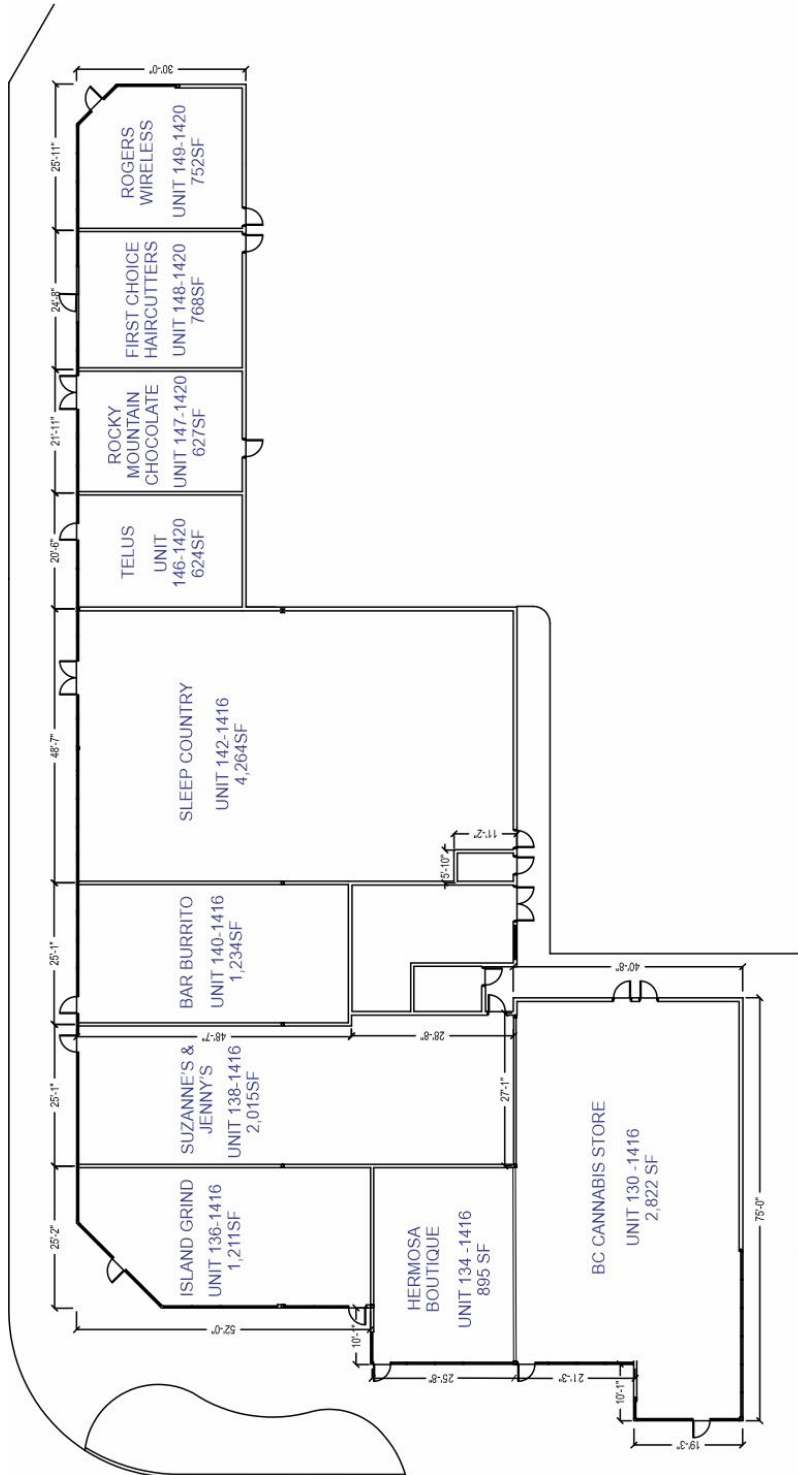 30'-0"
25'-11"
ROGERS
WIRELESS
UNIT 149-1420
752SF
24'-8"
FIRST CHOICE
HAIRCUTTERS
UNIT 148-1420
768SF
21'-11"
ROCKY
MOUNTAIN
CHOCOLATE
UNIT 147-1420
627SF
20'-6"
TELUS
UNIT
146-1420
624SF
48'-7"
SLEEP COUNTRY
UNIT 142-1416
4,264SF
11'-2"
5'-10"
25'-1"
BAR BURRITO
UNIT 140-1416
1,234SF
40'-8"
48'-7"
28'-8"
25'-1"
SUZANNE'S &
JENNY'S
UNIT 138-1416
2,015SF
27'-1"
25'-2"
ISLAND GRIND
UNIT 136-1416
1,211SF
52'-0"
10'-1"
HERMOSA
BOUTIQUE
UNIT 134 -1416
895 SF
25'-8"
BC CANNABIS STORE
UNIT 130 -1416
2,822 SF
75'-0"
21'-3"
10'-1"
19'-3"